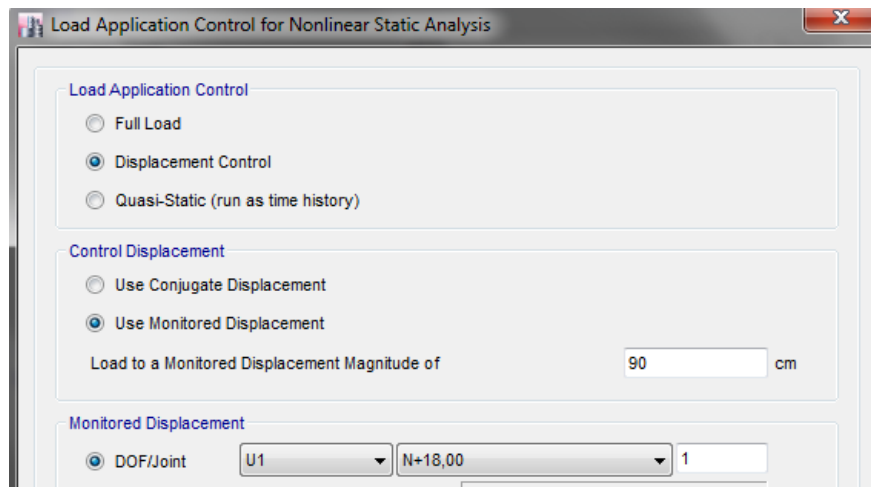 Load Application Control for Nonlinear Static Analysis
Load Application Control
Full Load
Displacement Control
Quasi-Static (run as time history)
Control Displacement
Use Conjugate Displacement
Use Monitored Displacement
Load to a Monitored Displacement Magnitude of 90 cm
Monitored Displacement
DOF/Joint U1 N+18,00 1